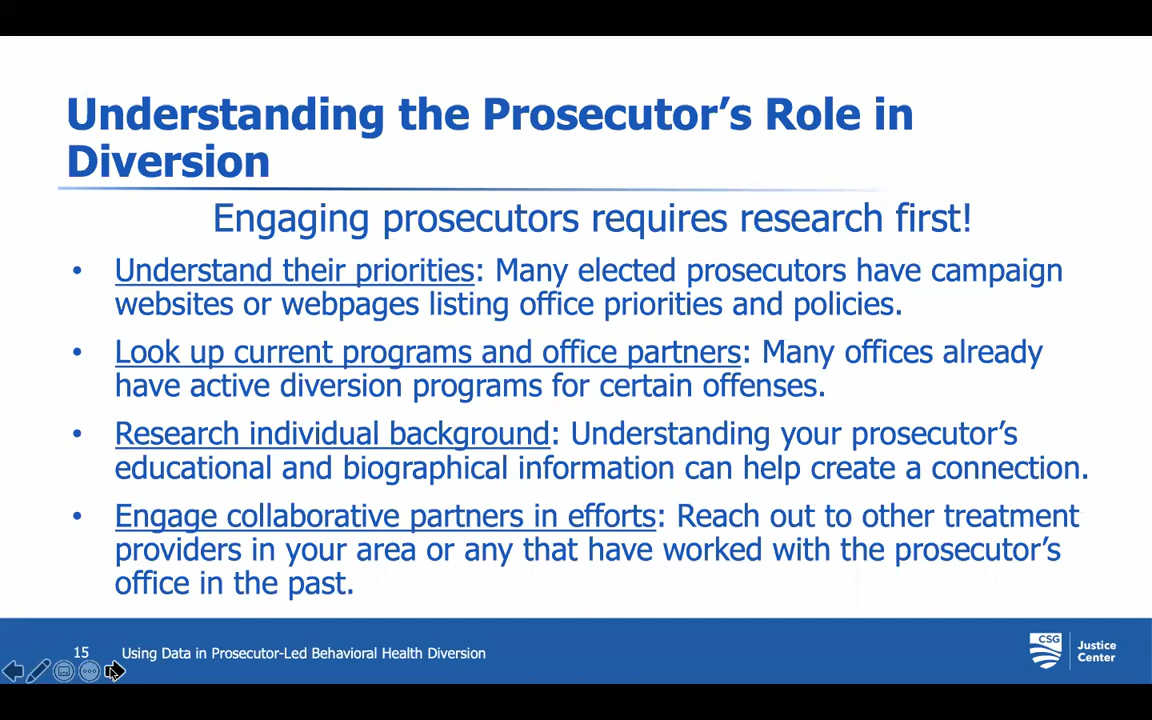 Understanding the Prosecutor’s Role in
Diversion
Engaging prosecutors requires research first!
• Understand their priorities: Many elected prosecutors have campaign
websites or webpages listing office priorities and policies.
• Look up current programs and office partners: Many offices already
have active diversion programs for certain offenses.
• Research individual background: Understanding your prosecutor’s
educational and biographical information can help create a connection.
• Engage collaborative partners in efforts: Reach out to other treatment
providers in your area or any that have worked with the prosecutor’s
office in the past.
15 Using Data in Prosecutor-Led Behavioral Health Diversion
CSG
Justice
Center